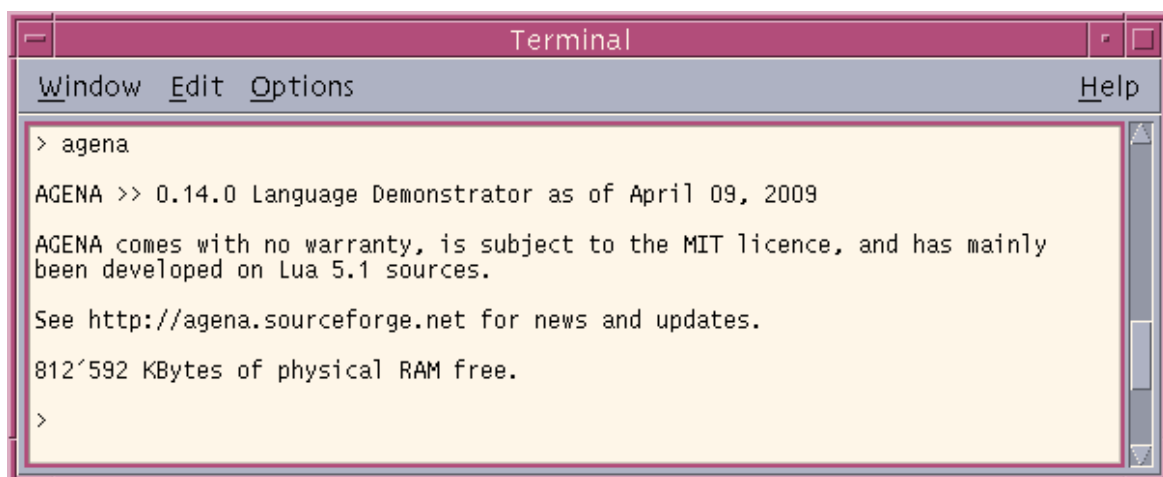 Terminal
Window Edit Options Help
> agena
AGENA >> 0.14.0 Language Demonstrator as of April 09, 2009
AGENA comes with no warranty, is subject to the MIT licence, and has mainly
been developed on Lua 5.1 sources.
See http://agena.sourceforge.net for news and updates.
812´592 KBytes of physical RAM free.
>